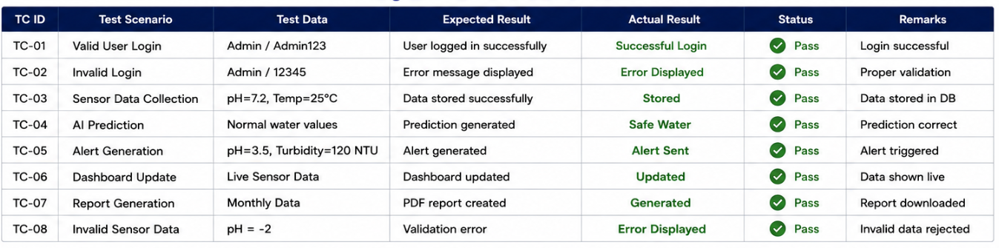 TC ID Test Scenario Test Data Expected Result Actual Result Status Remarks
TC-01 Valid User Login Admin / Admin123 User logged in successfully Successful Login Pass Login successful
TC-02 Invalid Login Admin / 12345 Error message displayed Error Displayed Pass Proper validation
TC-03 Sensor Data Collection pH=7.2, Temp=25°C Data stored successfully Stored Pass Data stored in DB
TC-04 AI Prediction Normal water values Prediction generated Safe Water Pass Prediction correct
TC-05 Alert Generation pH=3.5, Turbidity=120 NTU Alert generated Alert Sent Pass Alert triggered
TC-06 Dashboard Update Live Sensor Data Dashboard updated Updated Pass Data shown live
TC-07 Report Generation Monthly Data PDF report created Generated Pass Report downloaded
TC-08 Invalid Sensor Data pH = -2 Validation error Error Displayed Pass Invalid data rejected